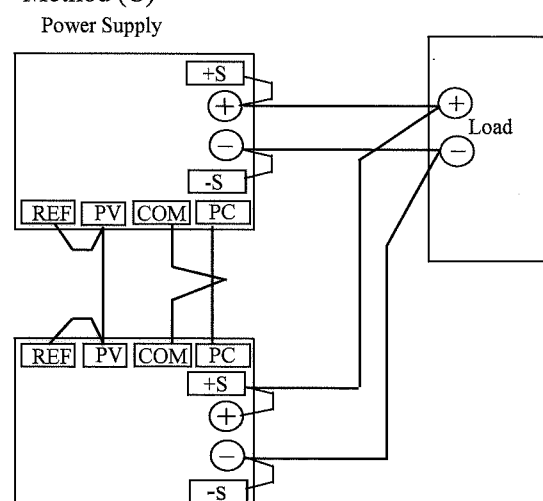 Method (C)
Power Supply
+S
+
−
-S
REF PV COM PC
+
Load
−
REF PV COM PC
+S
+
−
-S